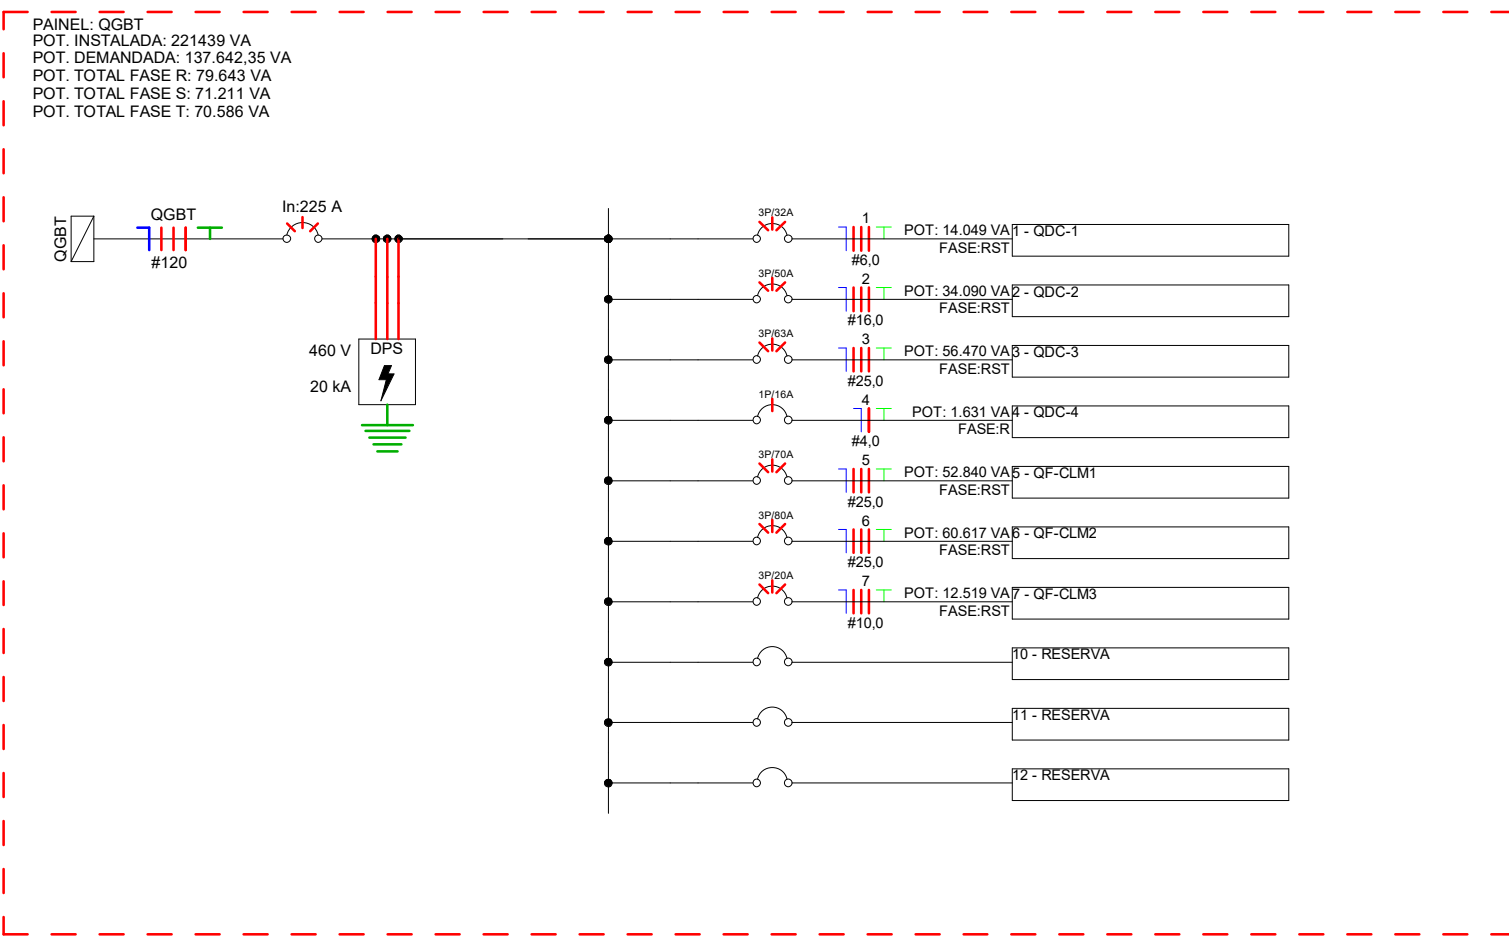 PAINEL: QGBT
POT. INSTALADA: 221439 VA
POT. DEMANDADA: 137.642,35 VA
POT. TOTAL FASE R: 79.643 VA
POT. TOTAL FASE S: 71.211 VA
POT. TOTAL FASE T: 70.586 VA
QGBT
QGBT
#120
In:225 A
460 V
DPS
20 kA
3P/32A
1
POT: 14.049 VA
1 - QDC-1
FASE:RST
#6,0
3P/50A
2
POT: 34.090 VA
2 - QDC-2
FASE:RST
#16,0
3P/63A
3
POT: 56.470 VA
3 - QDC-3
FASE:RST
#25,0
1P/16A
4
POT: 1.631 VA
4 - QDC-4
FASE:R
#4,0
3P/70A
5
POT: 52.840 VA
5 - QF-CLM1
FASE:RST
#25,0
3P/80A
6
POT: 60.617 VA
6 - QF-CLM2
FASE:RST
#25,0
3P/20A
7
POT: 12.519 VA
7 - QF-CLM3
FASE:RST
#10,0
10 - RESERVA
11 - RESERVA
12 - RESERVA